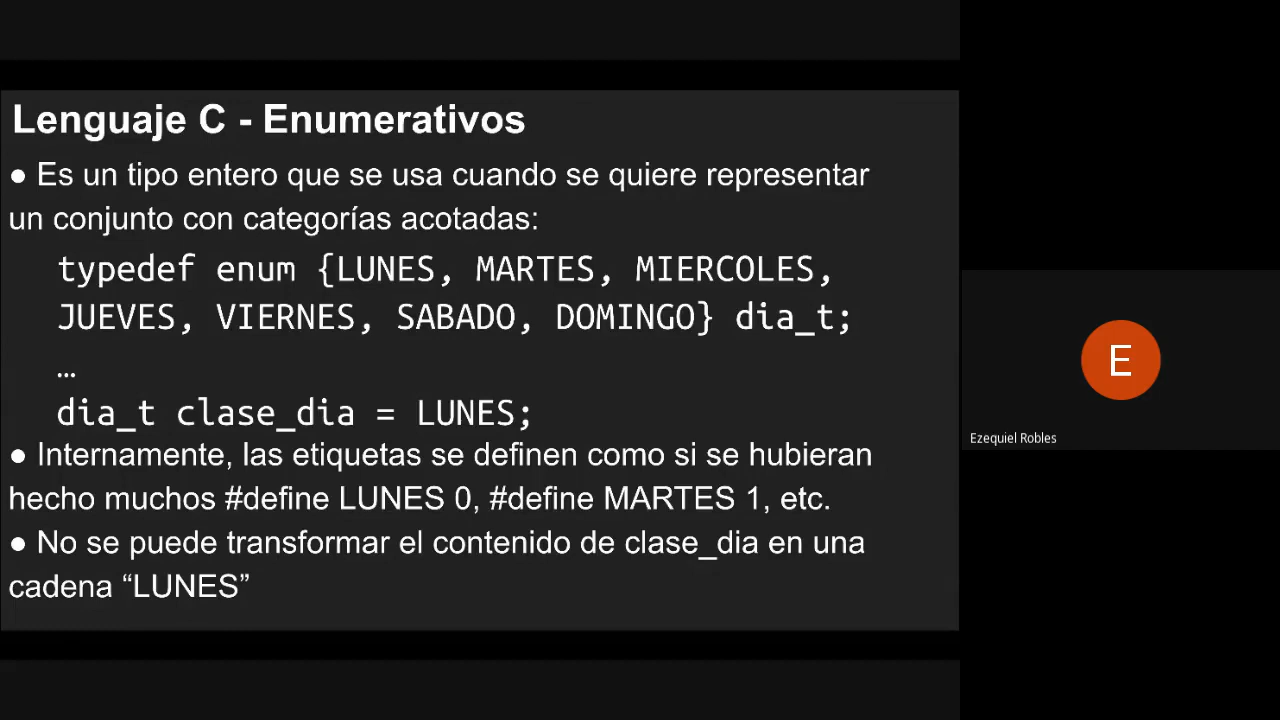 Lenguaje C - Enumerativos
● Es un tipo entero que se usa cuando se quiere representar
un conjunto con categorías acotadas:
typedef enum {LUNES, MARTES, MIERCOLES,
JUEVES, VIERNES, SABADO, DOMINGO} dia_t;
…
dia_t clase_dia = LUNES;
● Internamente, las etiquetas se definen como si se hubieran
hecho muchos #define LUNES 0, #define MARTES 1, etc.
● No se puede transformar el contenido de clase_dia en una
cadena “LUNES”
E
Ezequiel Robles